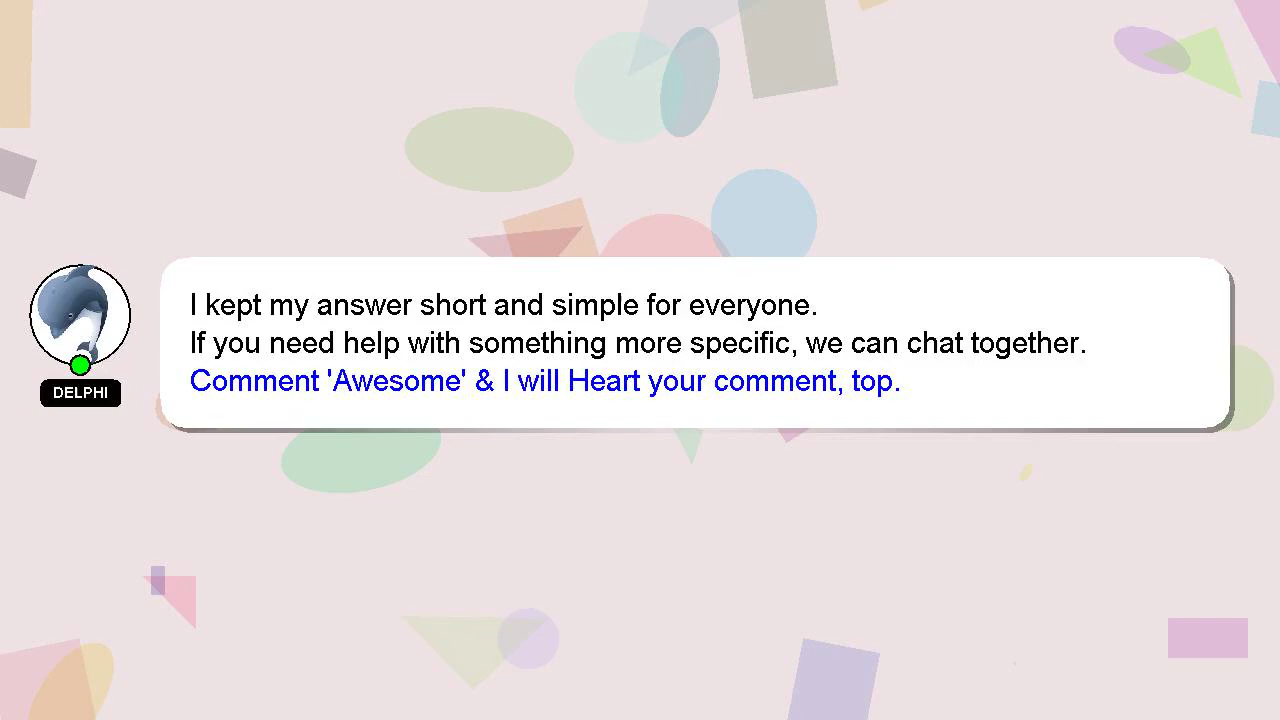 I kept my answer short and simple for everyone.
If you need help with something more specific, we can chat together.
Comment 'Awesome' & I will Heart your comment, top.
DELPHI